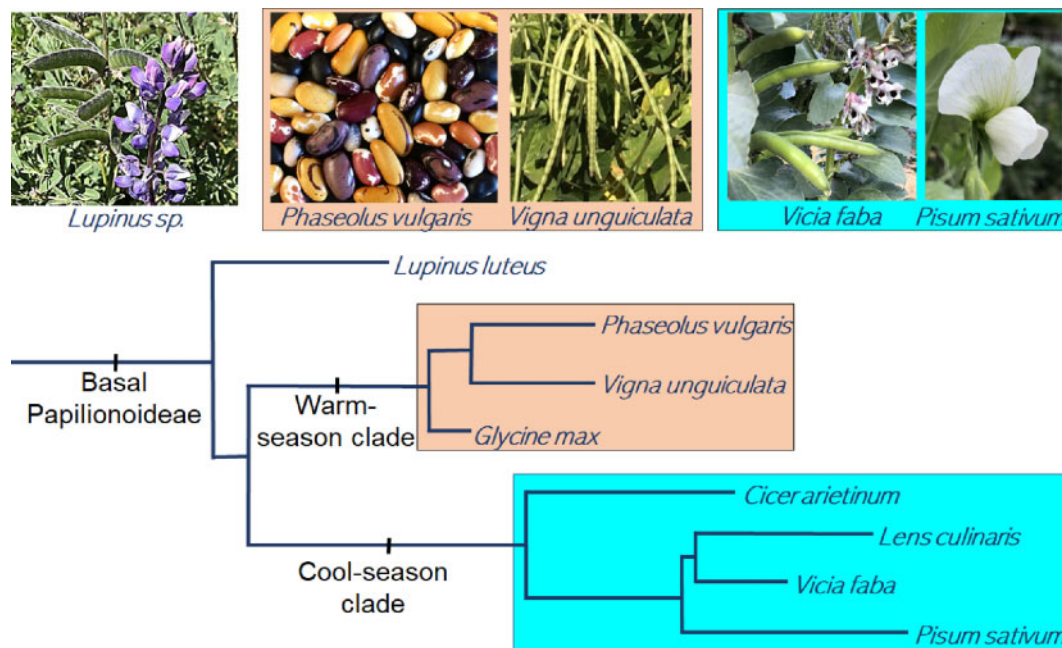 Lupinus sp.
Phaseolus vulgaris
Vigna unguiculata
Vicia faba
Pisum sativum
Lupinus luteus
Phaseolus vulgaris
Basal
Papilionoideae
Vigna unguiculata
Warm-
season clade
Glycine max
Cicer arietinum
Lens culinaris
Cool-season
clade
Vicia faba
Pisum sativum